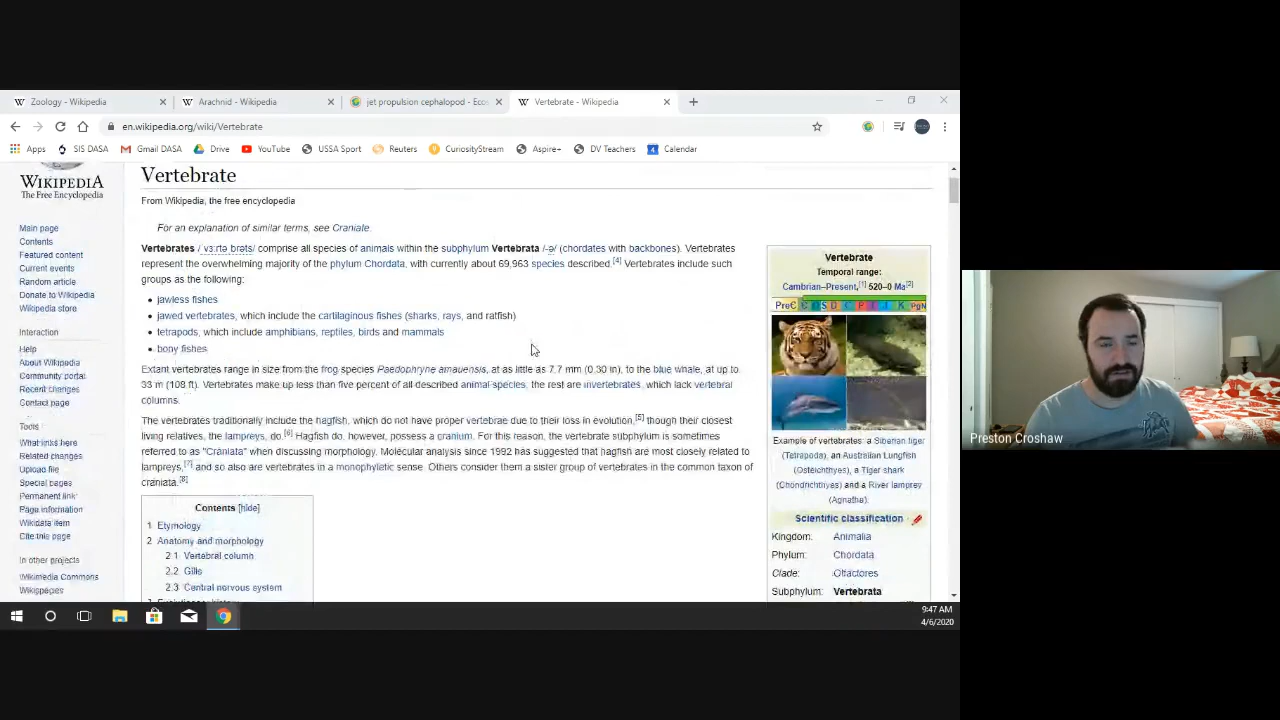 Zoology - Wikipedia
Arachnid - Wikipedia
jet propulsion cephalopod - Ecos
Vertebrate - Wikipedia
en.wikipedia.org/wiki/Vertebrate
Apps
SIS DASA
Gmail DASA
Drive
YouTube
USSA Sport
Reuters
CuriosityStream
Aspire+
DV Teachers
Calendar
WIKIPEDIA
The Free Encyclopedia
Main page
Contents
Featured content
Current events
Random article
Donate to Wikipedia
Wikipedia store
Interaction
Help
About Wikipedia
Community portal
Recent changes
Contact page
Tools
What links here
Related changes
Upload file
Special pages
Permanent link
Page information
Wikidata item
Cite this page
In other projects
Wikimedia Commons
Wikispecies
Vertebrate
From Wikipedia, the free encyclopedia
For an explanation of similar terms, see Craniate.
Vertebrates /ˈvɜːrtəbrəts/ comprise all species of animals within the subphylum Vertebrata /-ə/ (chordates with backbones). Vertebrates
represent the overwhelming majority of the phylum Chordata, with currently about 69,963 species described.[4] Vertebrates include such
groups as the following:
• jawless fishes
• jawed vertebrates, which include the cartilaginous fishes (sharks, rays, and ratfish)
• tetrapods, which include amphibians, reptiles, birds and mammals
• bony fishes
Extant vertebrates range in size from the frog species Paedophryne amauensis, at as little as 7.7 mm (0.30 in), to the blue whale, at up to
33 m (108 ft). Vertebrates make up less than five percent of all described animal species, the rest are invertebrates, which lack vertebral
columns.
The vertebrates traditionally include the hagfish, which do not have proper vertebrae due to their loss in evolution,[5] though their closest
living relatives, the lampreys, do.[6] Hagfish do, however, possess a cranium. For this reason, the vertebrate subphylum is sometimes
referred to as "Craniata" when discussing morphology. Molecular analysis since 1992 has suggested that hagfish are most closely related to
lampreys,[7] and so also are vertebrates in a monophyletic sense. Others consider them a sister group of vertebrates in the common taxon of
craniata.[8]
Contents [hide]
1 Etymology
2 Anatomy and morphology
2.1 Vertebral column
2.2 Gills
2.3 Central nervous system
Vertebrate
Temporal range:
Cambrian–Present,[1] 520–0 Ma[2]
PreЄ Є O S D C P T J K PgN
Example of vertebrates: a Siberian tiger
(Tetrapoda), an Australian Lungfish
(Osteichthyes), a Tiger shark
(Chondrichthyes) and a River lamprey
(Agnatha).
Scientific classification
Kingdom: Animalia
Phylum: Chordata
Clade: Olfactores
Subphylum: Vertebrata
9:47 AM
4/6/2020
Preston Croshaw